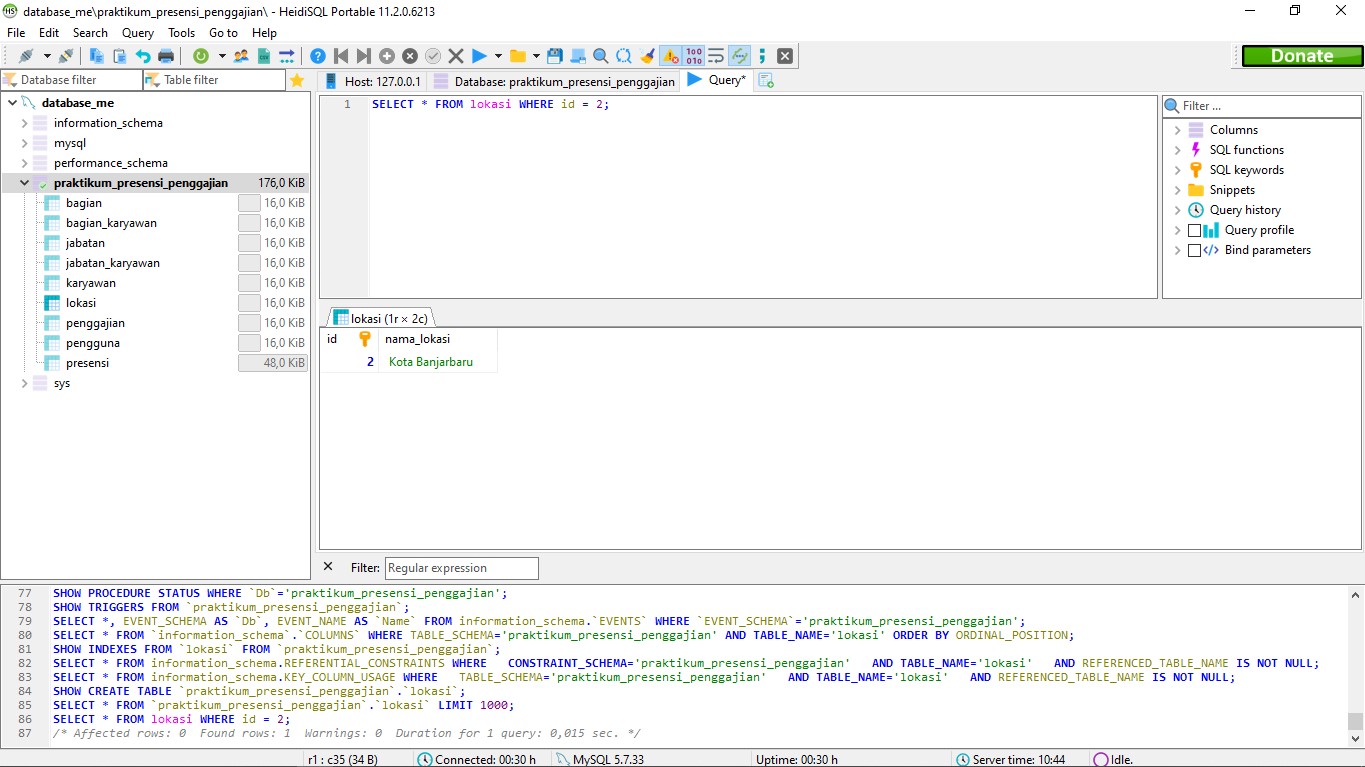 database_me\praktikum_presensi_penggajian\ - HeidiSQL Portable 11.2.0.6213
File Edit Search Query Tools Go to Help
Donate
Database filter Table filter
Host: 127.0.0.1 Database: praktikum_presensi_penggajian Query*
database_me
information_schema
mysql
performance_schema
praktikum_presensi_penggajian 176,0 KiB
bagian 16,0 KiB
bagian_karyawan 16,0 KiB
jabatan 16,0 KiB
jabatan_karyawan 16,0 KiB
karyawan 16,0 KiB
lokasi 16,0 KiB
penggajian 16,0 KiB
pengguna 16,0 KiB
presensi 48,0 KiB
sys
1 SELECT * FROM lokasi WHERE id = 2;
Filter ...
Columns
SQL functions
SQL keywords
Snippets
Query history
Query profile
Bind parameters
lokasi (1r × 2c)
id nama_lokasi
2 Kota Banjarbaru
Filter: Regular expression
77 SHOW PROCEDURE STATUS WHERE `Db`='praktikum_presensi_penggajian';
78 SHOW TRIGGERS FROM `praktikum_presensi_penggajian`;
79 SELECT *, EVENT_SCHEMA AS `Db`, EVENT_NAME AS `Name` FROM information_schema.`EVENTS` WHERE `EVENT_SCHEMA`='praktikum_presensi_penggajian';
80 SELECT * FROM `information_schema`.`COLUMNS` WHERE TABLE_SCHEMA='praktikum_presensi_penggajian' AND TABLE_NAME='lokasi' ORDER BY ORDINAL_POSITION;
81 SHOW INDEXES FROM `lokasi` FROM `praktikum_presensi_penggajian`;
82 SELECT * FROM information_schema.REFERENTIAL_CONSTRAINTS WHERE CONSTRAINT_SCHEMA='praktikum_presensi_penggajian' AND TABLE_NAME='lokasi' AND REFERENCED_TABLE_NAME IS NOT NULL;
83 SELECT * FROM information_schema.KEY_COLUMN_USAGE WHERE TABLE_SCHEMA='praktikum_presensi_penggajian' AND TABLE_NAME='lokasi' AND REFERENCED_TABLE_NAME IS NOT NULL;
84 SHOW CREATE TABLE `praktikum_presensi_penggajian`.`lokasi`;
85 SELECT * FROM `praktikum_presensi_penggajian`.`lokasi` LIMIT 1000;
86 SELECT * FROM lokasi WHERE id = 2;
87 /* Affected rows: 0 Found rows: 1 Warnings: 0 Duration for 1 query: 0,015 sec. */
r1 : c35 (34 B) Connected: 00:30 h MySQL 5.7.33 Uptime: 00:30 h Server time: 10:44 Idle.